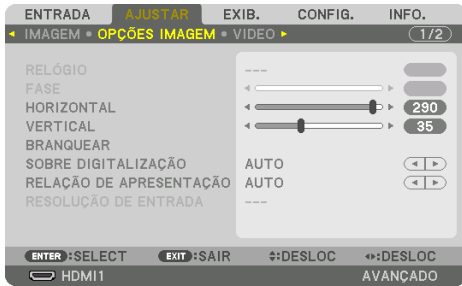 ENTRADA AJUSTAR EXIB. CONFIG. INFO.
IMAGEM • OPÇÕES IMAGEM • VIDEO 1/2
RELÓGIO ---
FASE
HORIZONTAL 290
VERTICAL 35
BRANQUEAR
SOBRE DIGITALIZAÇÃO AUTO
RELAÇÃO DE APRESENTAÇÃO AUTO
RESOLUÇÃO DE ENTRADA ---
ENTER :SELECT EXIT :SAIR :DESLOC :DESLOC
HDMI1 AVANÇADO